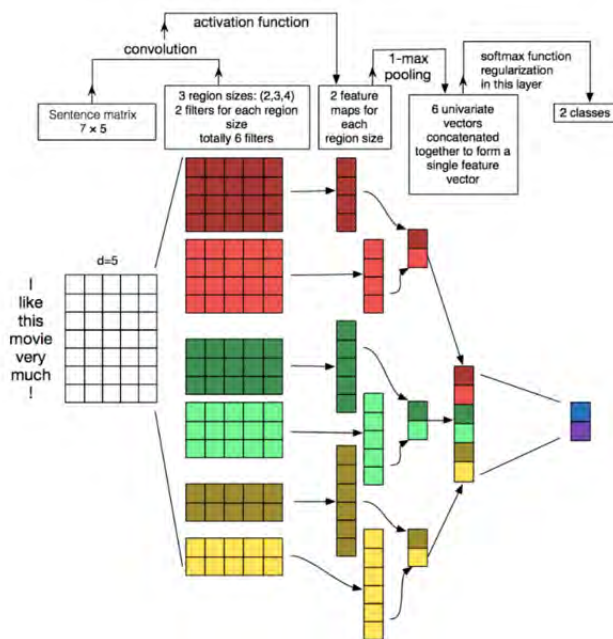 activation function
convolution
1-max
pooling
softmax function
regularization
in this layer
Sentence matrix
7 × 5
3 region sizes: (2,3,4)
2 filters for each region
size
totally 6 filters
2 feature
maps for
each
region size
6 univariate
vectors
concatenated
together to form a
single feature
vector
2 classes
d=5
I
like
this
movie
very
much
!